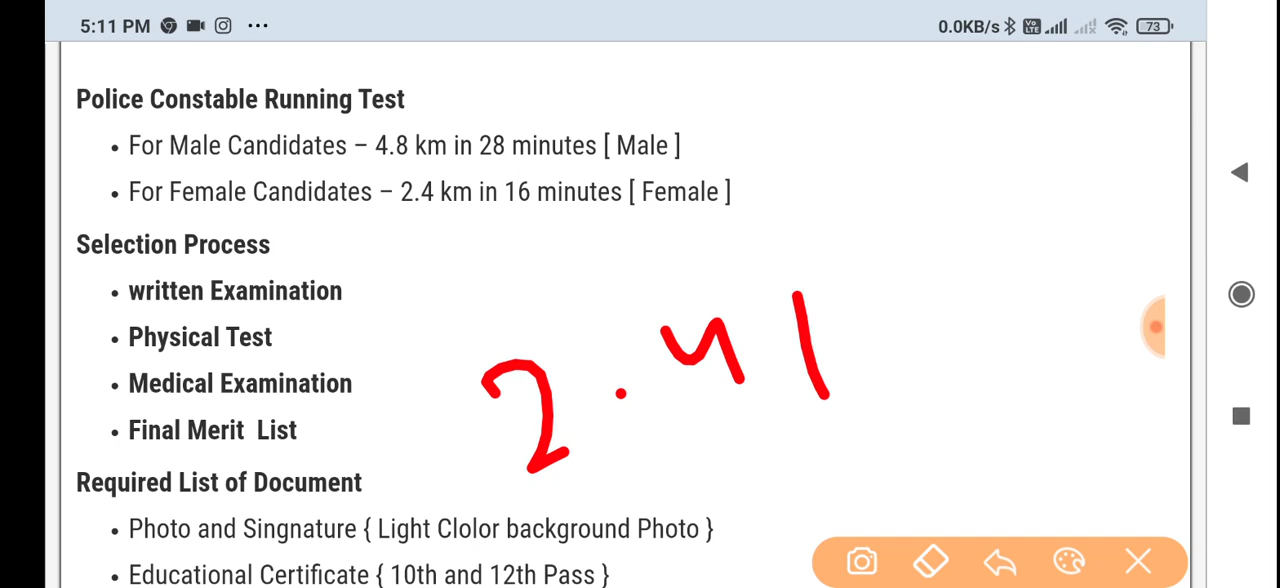 5:11 PM ... 0.0KB/s Vo LTE 73
Police Constable Running Test
• For Male Candidates – 4.8 km in 28 minutes [ Male ]
• For Female Candidates – 2.4 km in 16 minutes [ Female ]
Selection Process
• written Examination
• Physical Test
• Medical Examination
• Final Merit List
2.41
Required List of Document
• Photo and Singnature { Light Clolor background Photo }
• Educational Certificate { 10th and 12th Pass }